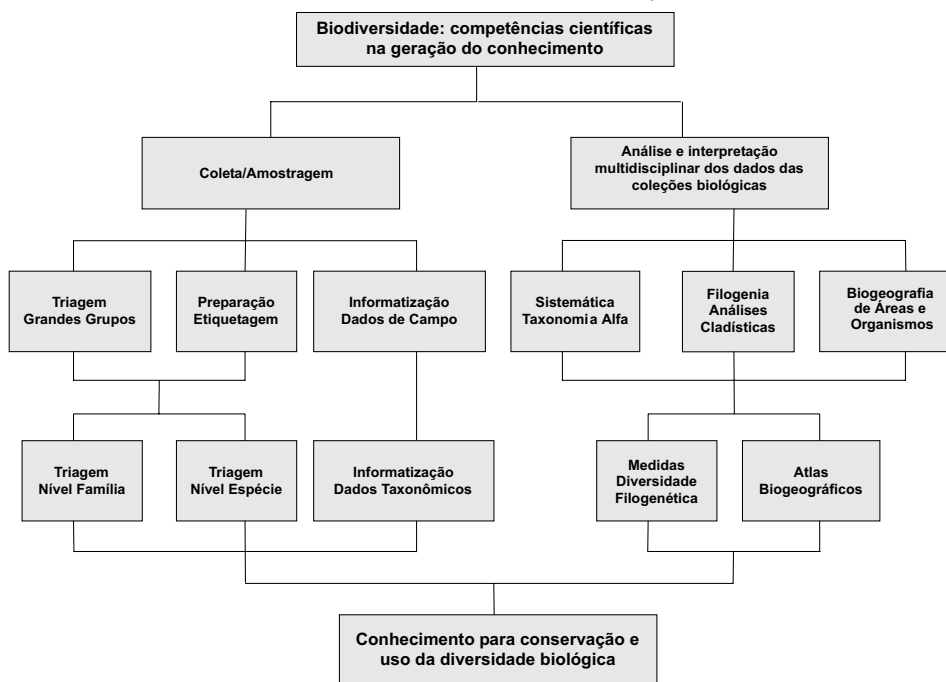 Biodiversidade: competências científicas
na geração do conhecimento
Coleta/Amostragem
Análise e interpretação
multidisciplinar dos dados das
coleções biológicas
Triagem
Grandes Grupos
Preparação
Etiquetagem
Informatização
Dados de Campo
Sistemática
Taxonomia Alfa
Filogenia
Análises
Cladísticas
Biogeografia
de Áreas e
Organismos
Triagem
Nível Família
Triagem
Nível Espécie
Informatização
Dados Taxonômicos
Medidas
Diversidade
Filogenética
Atlas
Biogeográficos
Conhecimento para conservação e
uso da diversidade biológica